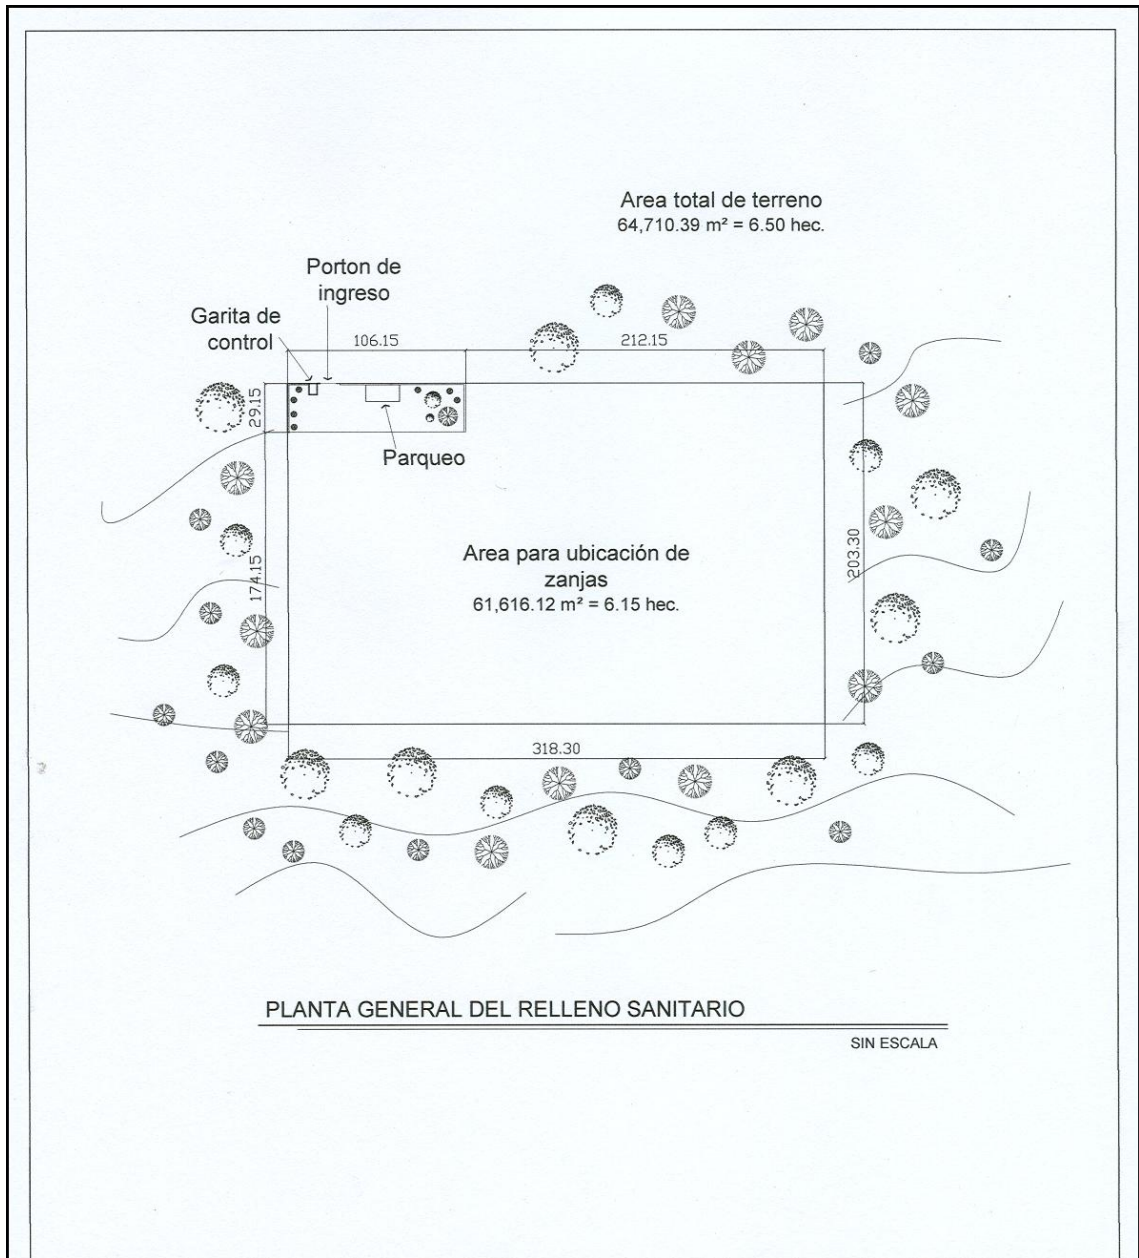 Area total de terreno
64,710.39 m² = 6.50 hec.
Porton de
ingreso
Garita de
control
106.15
212.15
29.15
Parqueo
174.15
Area para ubicación de
zanjas
61,616.12 m² = 6.15 hec.
203.30
318.30
PLANTA GENERAL DEL RELLENO SANITARIO
SIN ESCALA